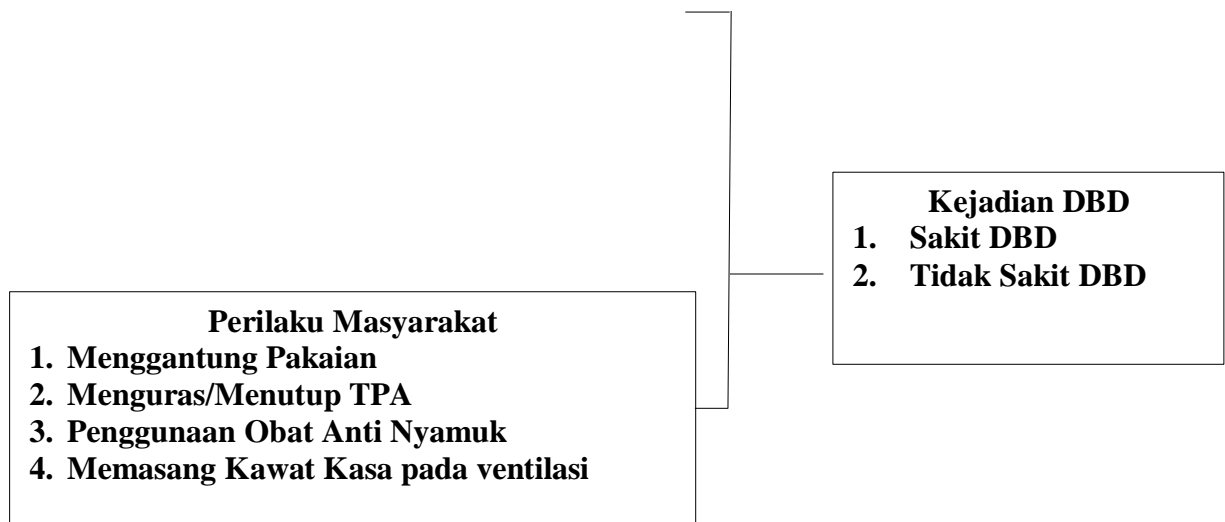 Kejadian DBD
1. Sakit DBD
2. Tidak Sakit DBD
Perilaku Masyarakat
1. Menggantung Pakaian
2. Menguras/Menutup TPA
3. Penggunaan Obat Anti Nyamuk
4. Memasang Kawat Kasa pada ventilasi